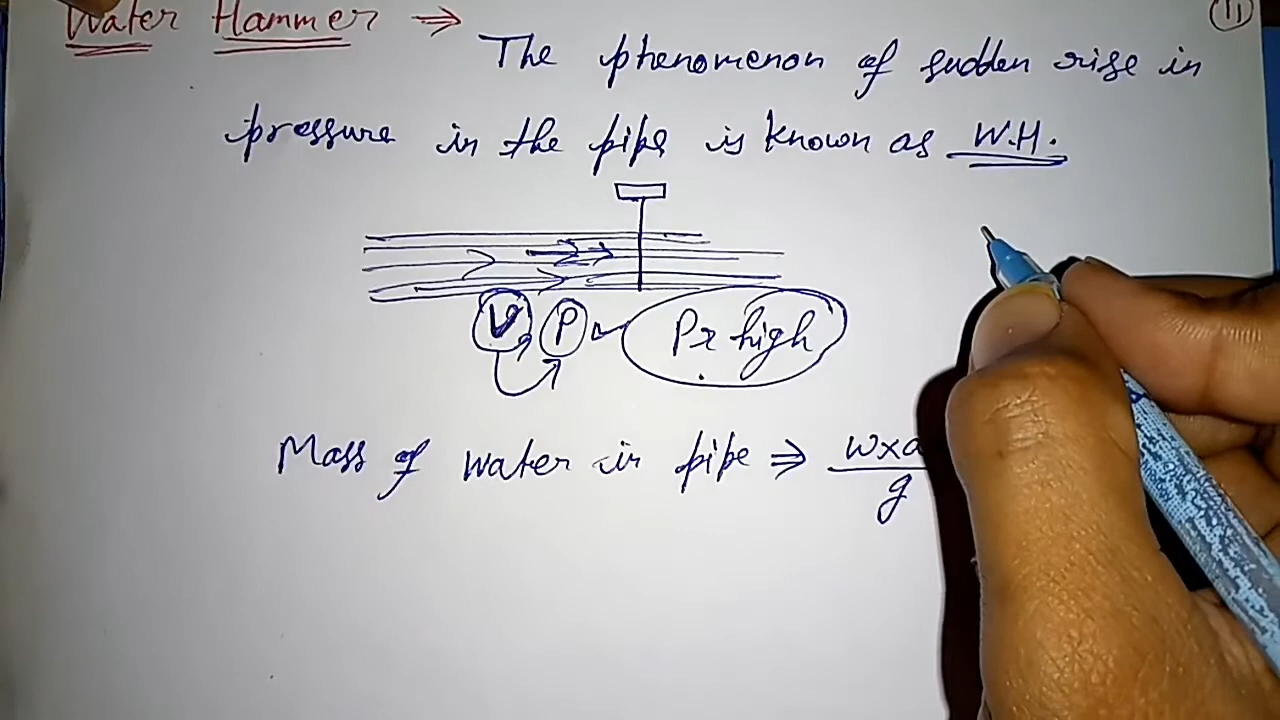 Water Hammer ⇒
11
The phenomenon of sudden rise in
pressure in the pipe is known as W.H.
V P Pr high
Mass of water in pipe ⇒ w×a
g